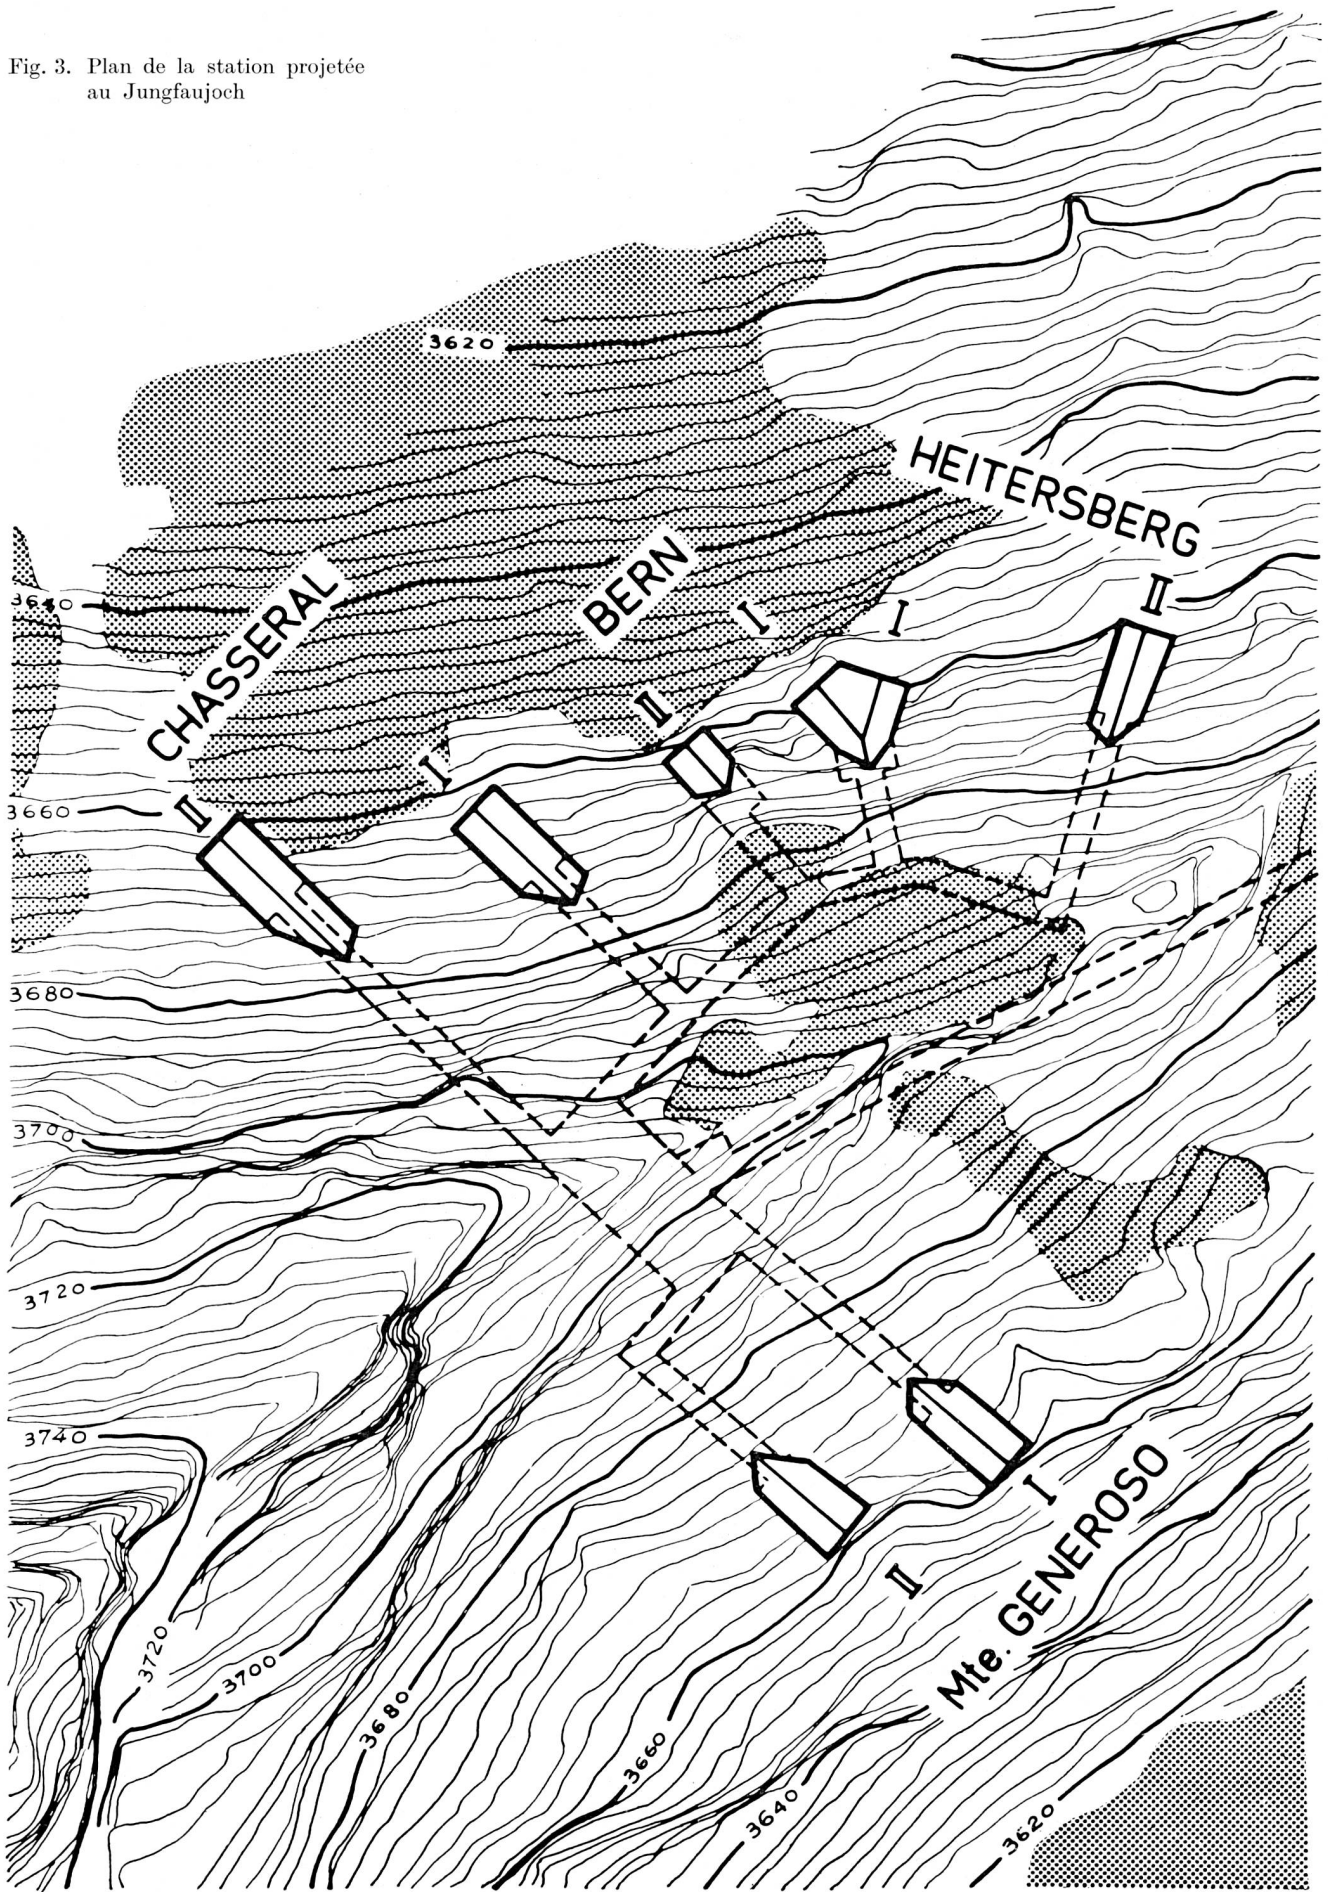 Fig. 3. Plan de la station projetée
au Jungfaujoch
3620
HEITERSBERG
BERN
CHASSERAL
II
I
I
II
I
II
3640
3660
3680
3700
3720
3740
3720
3700
3680
3660
3640
3620
I
II
Mte. GENEROSO